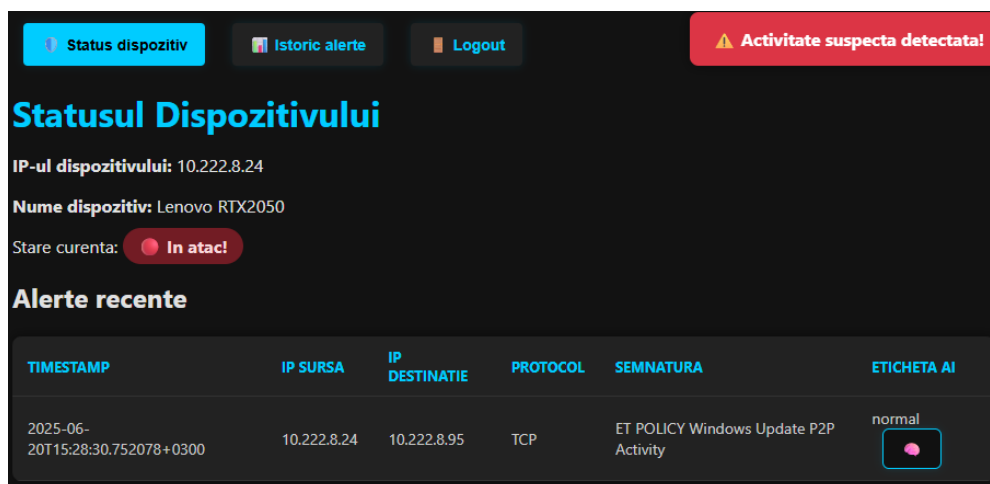 Status dispozitiv Istoric alerte Logout Activitate suspecta detectata!
Statusul Dispozitivului
IP-ul dispozitivului: 10.222.8.24
Nume dispozitiv: Lenovo RTX2050
Stare curenta: In atac!
Alerte recente
TIMESTAMP IP SURSA IP DESTINATIE PROTOCOL SEMNATURA ETICHETA AI
2025-06-20T15:28:30.752078+0300 10.222.8.24 10.222.8.95 TCP ET POLICY Windows Update P2P Activity normal